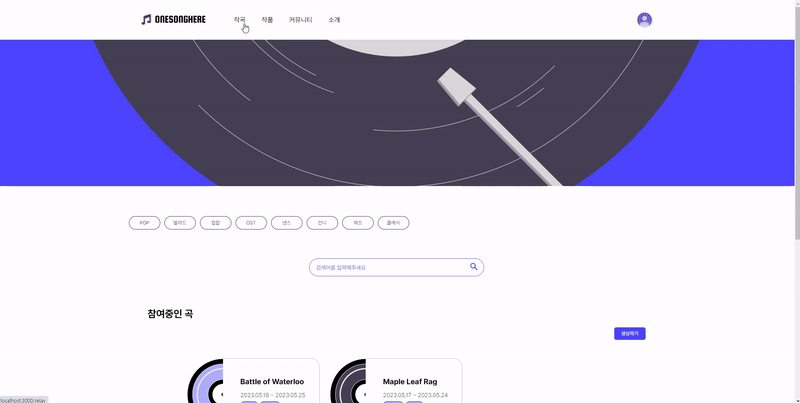 ONESONGHERE 작곡 작품 커뮤니티 소개
POP 발라드 힙합 OST 댄스 인디 재즈 클래식
검색어를 입력해주세요
참여중인 곡
생성하기
Battle of Waterloo Maple Leaf Rag
2023.05.18 ~ 2023.05.25 2023.05.17 ~ 2023.05.24
localhost:3000/relay